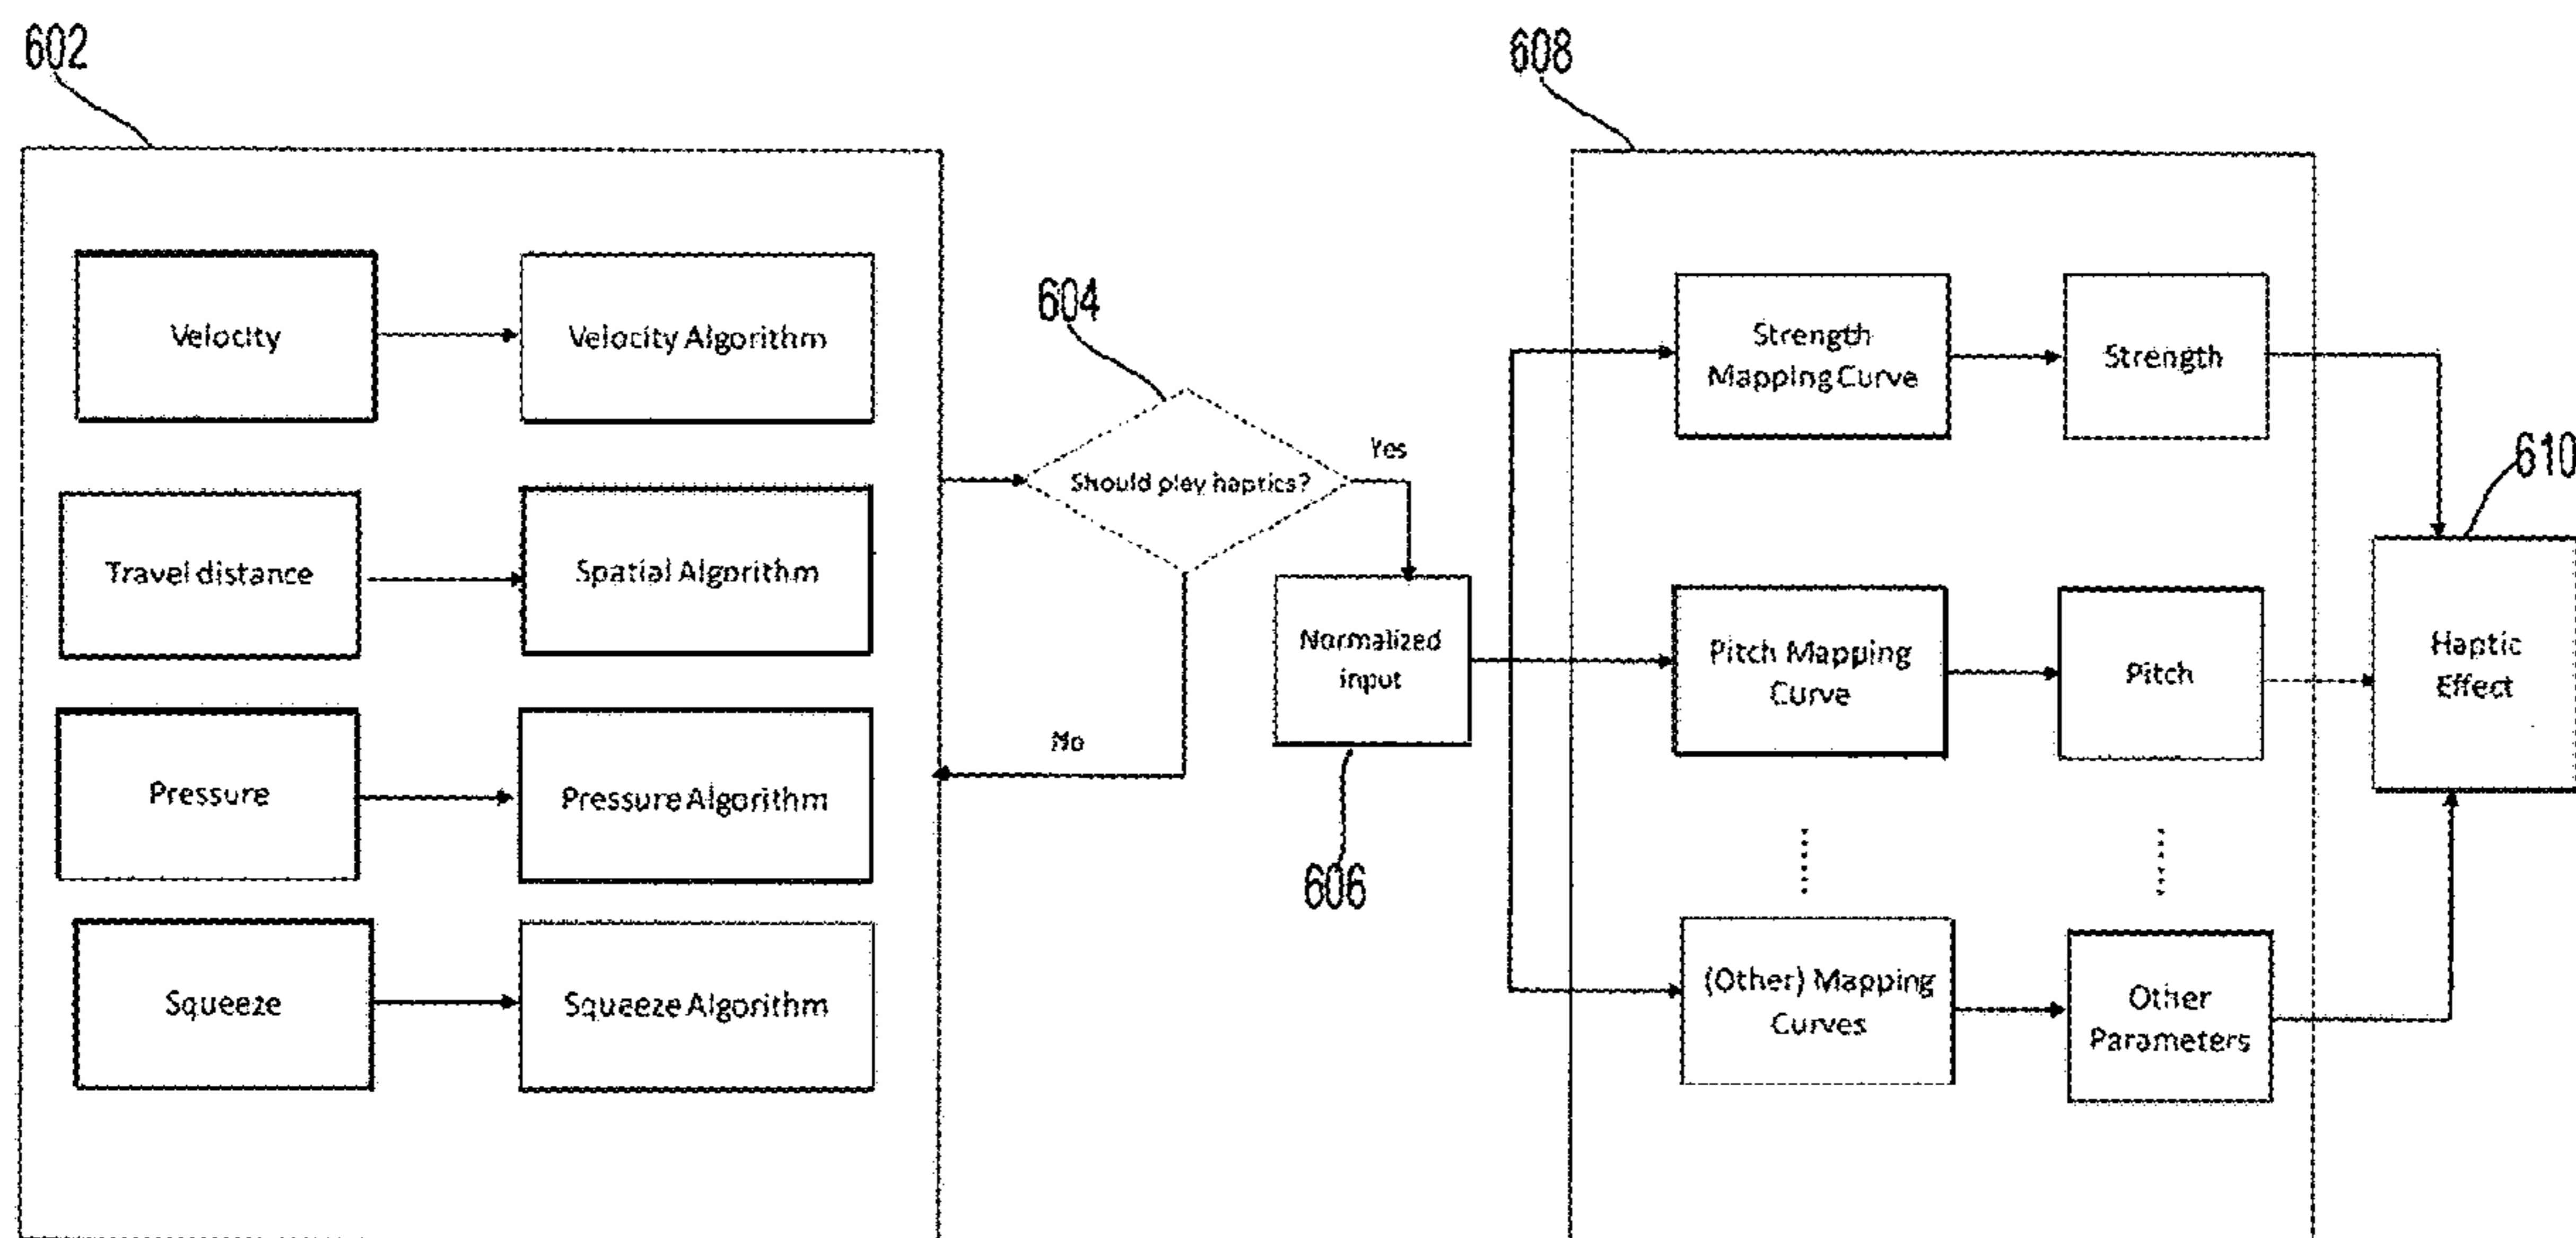 602
608
Velocity
Velocity Algorithm
604
Strength
Mapping Curve
Strength
Yes
610
Should play haptics?
Travel distance
Spatial Algorithm
Normalized
input
Pitch Mapping
Curve
Pitch
Haptic
Effect
No
Pressure
Pressure Algorithm
606
Squeeze
Squeeze Algorithm
(Other) Mapping
Curves
Other
Parameters